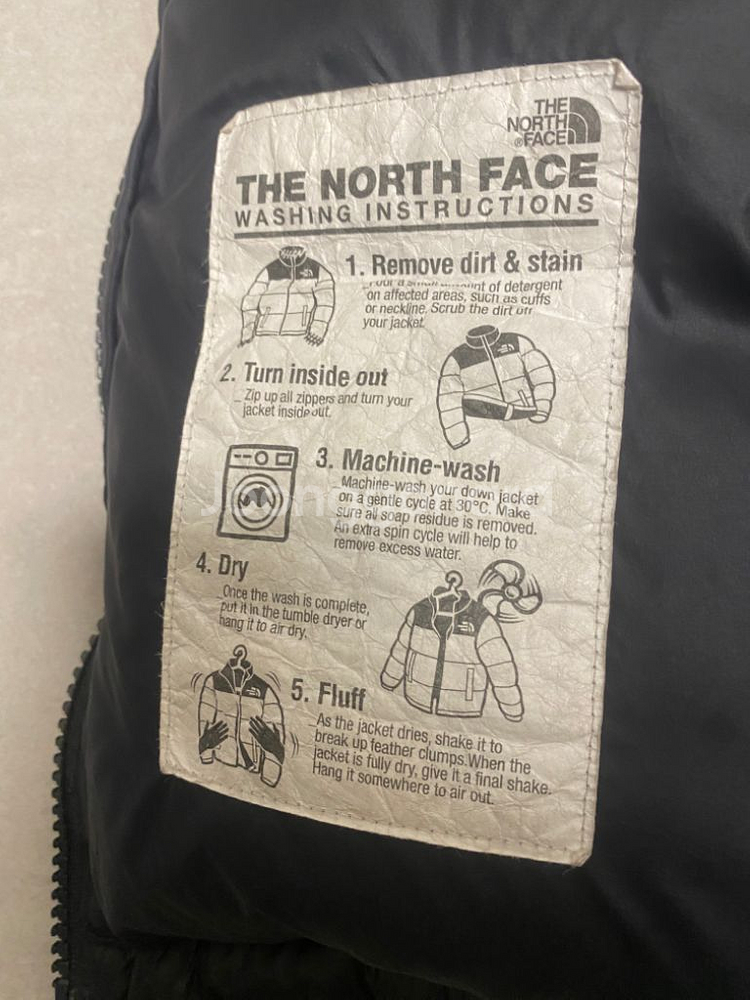 THE
NORTH
®FACE
THE NORTH FACE
WASHING INSTRUCTIONS
1. Remove dirt & stain
of detergent
on affected areas, such as cuffs
or neckline. Scrub the dirt off
your jacket.
2. Turn inside out
_ Zip up all zippers and turn your
jacket inside out.
3. Machine-wash
_Machine-wash your down jacket
on a gentle cycle at 30°C. Make
sure all soap residue is removed.
An extra spin cycle will help to
remove excess water.
4. Dry
_Once the wash is complete,
put it in the tumble dryer or
hang it to air dry.
5. Fluff
_As the jacket dries, shake it to
break up feather clumps.When the
jacket is fully dry, give it a final shake.
Hang it somewhere to air out.